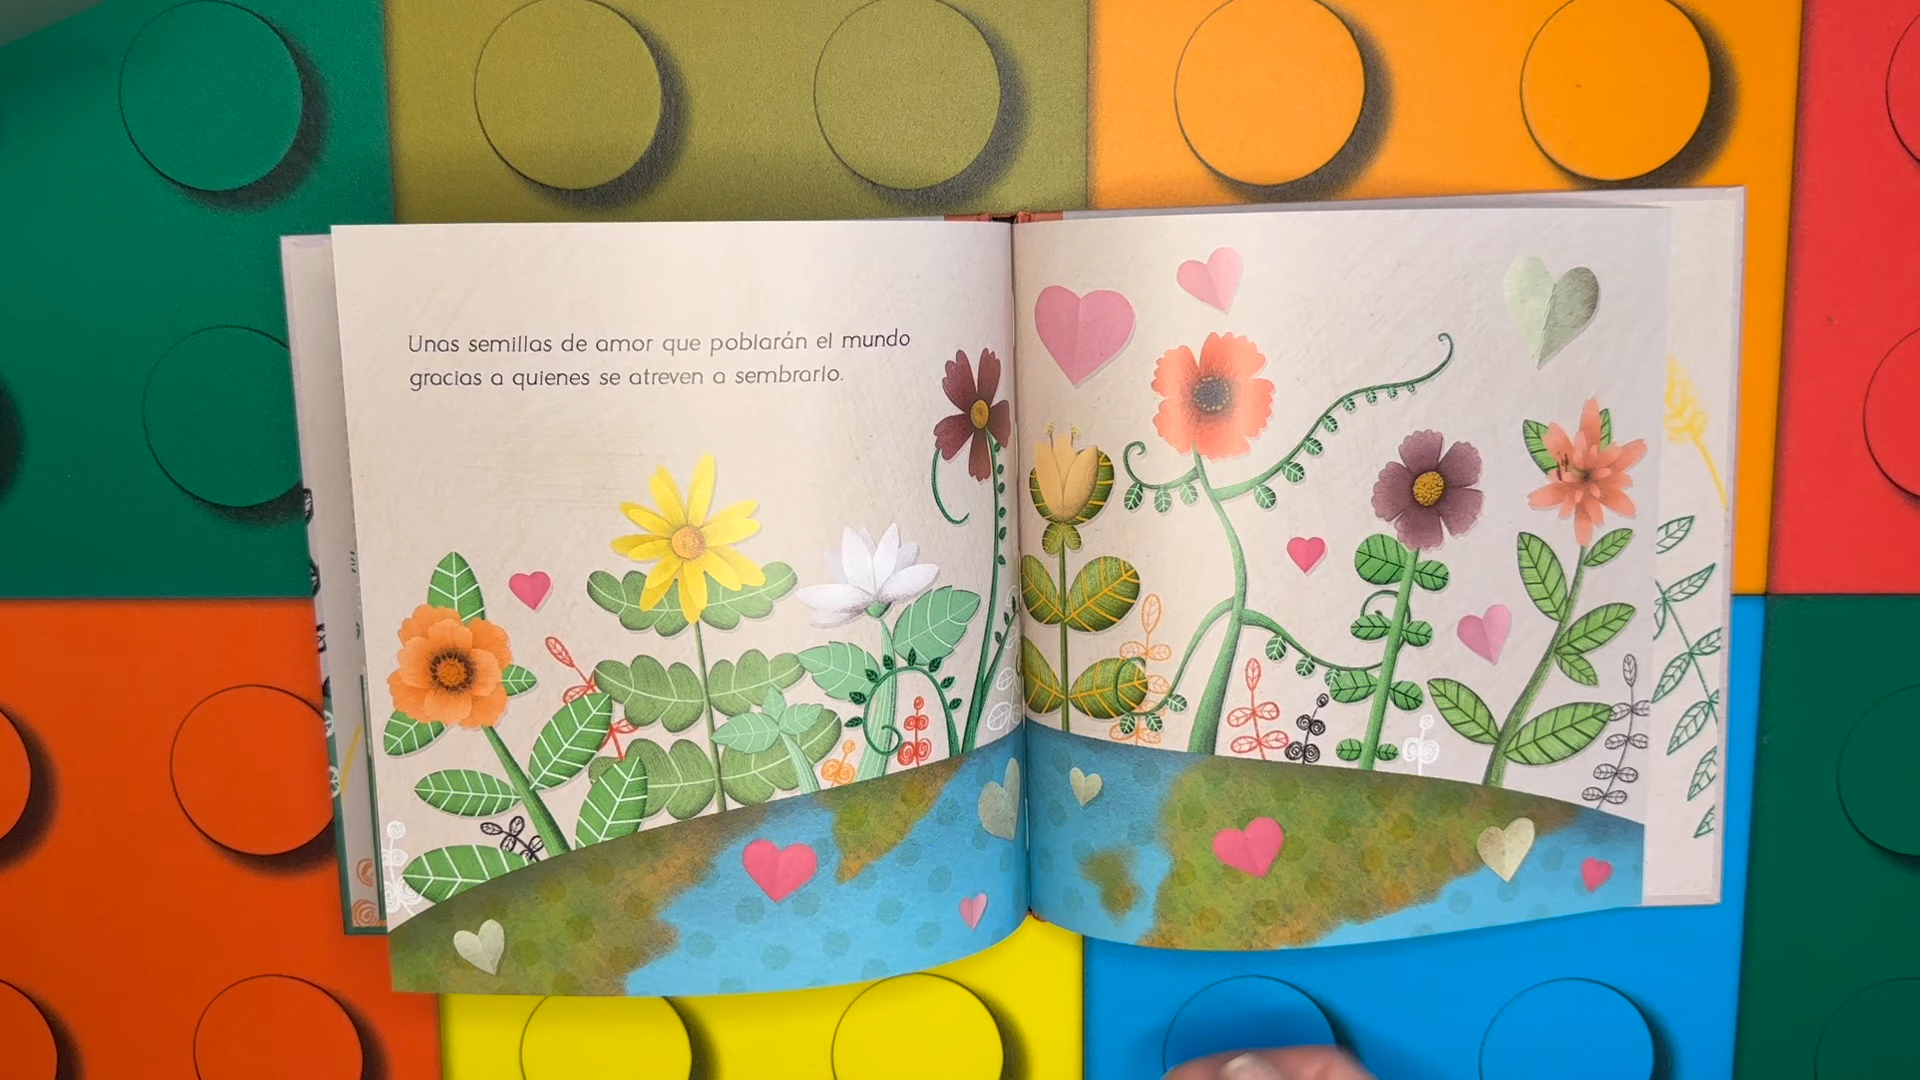 Unas semillas de amor que poblarán el mundo
gracias a quienes se atreven a sembrarlo.